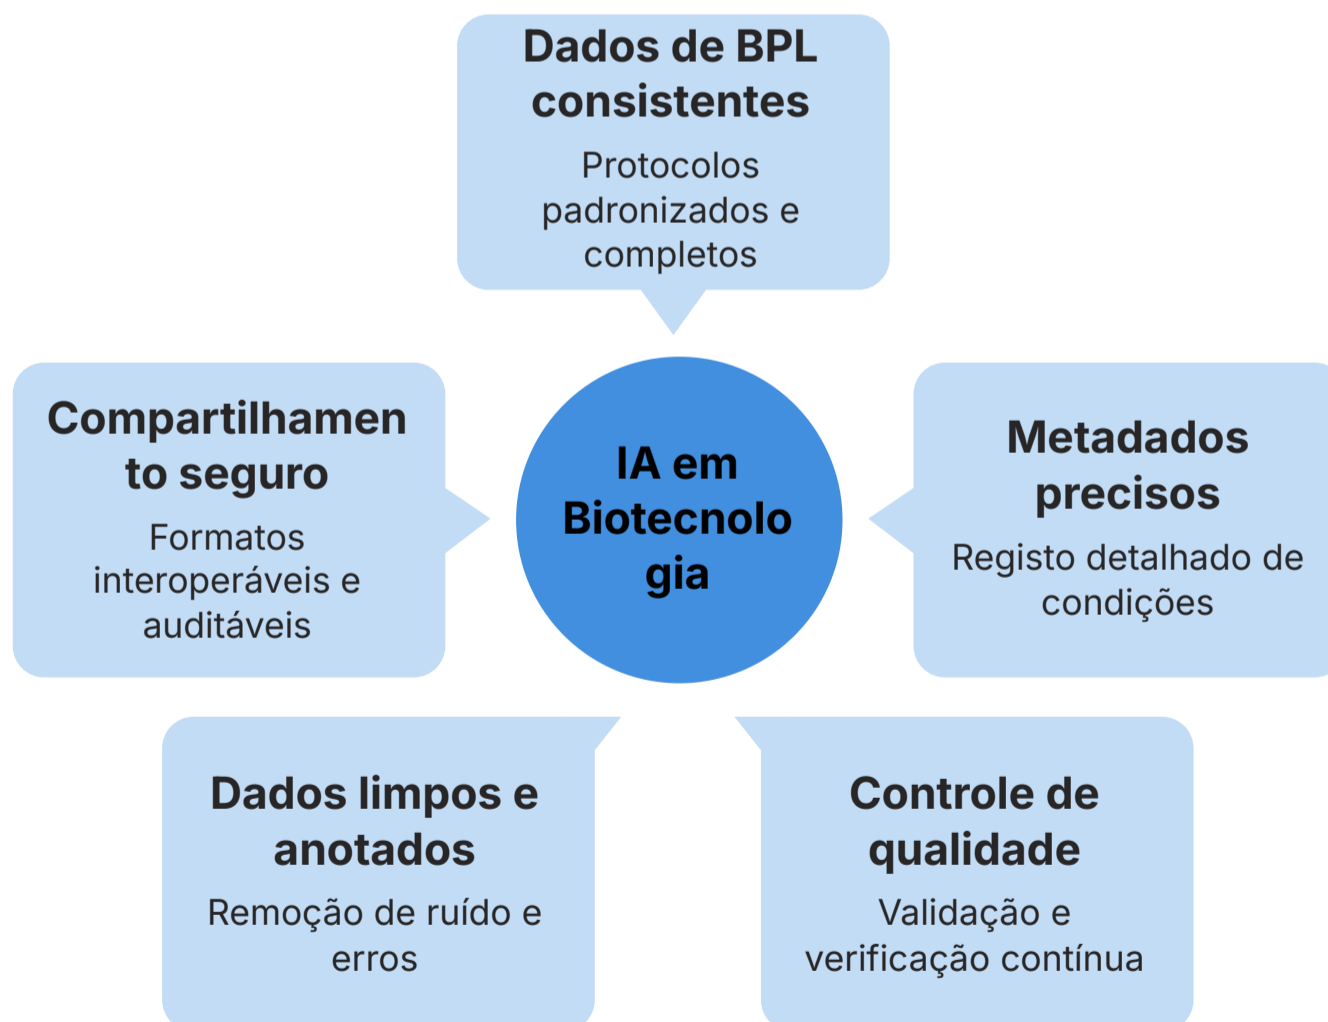 Dados de BPL
consistentes
Protocolos
padronizados e
completos
Compartilhamen
to seguro
Formatos
interoperáveis e
auditáveis
IA em
Biotecnolo
gia
Metadados
precisos
Registo detalhado de
condições
Dados limpos e
anotados
Remoção de ruído e
erros
Controle de
qualidade
Validação e
verificação contínua